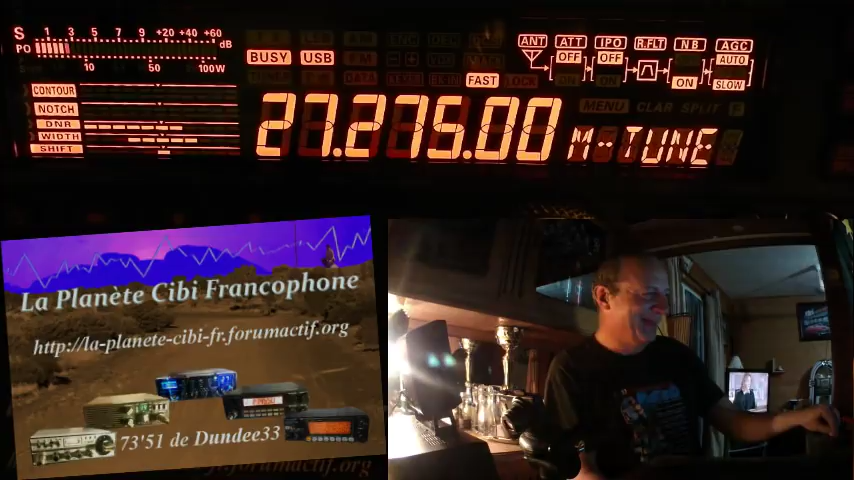 S 1 3 5 7 9 +20 +40 +60 dB
PO 10 50 100W
BUSY USB
FAST
ANT ATT IPO R.FLT NB AGC
OFF OFF AUTO
ON SLOW
CONTOUR
NOTCH
DNR
WIDTH
SHIFT
MENU CLAR SPLIT
27.275.00 M-TUNE
La Planète Cibi Francophone
http://la-planete-cibi-fr.forumactif.org
73'51 de Dundee33